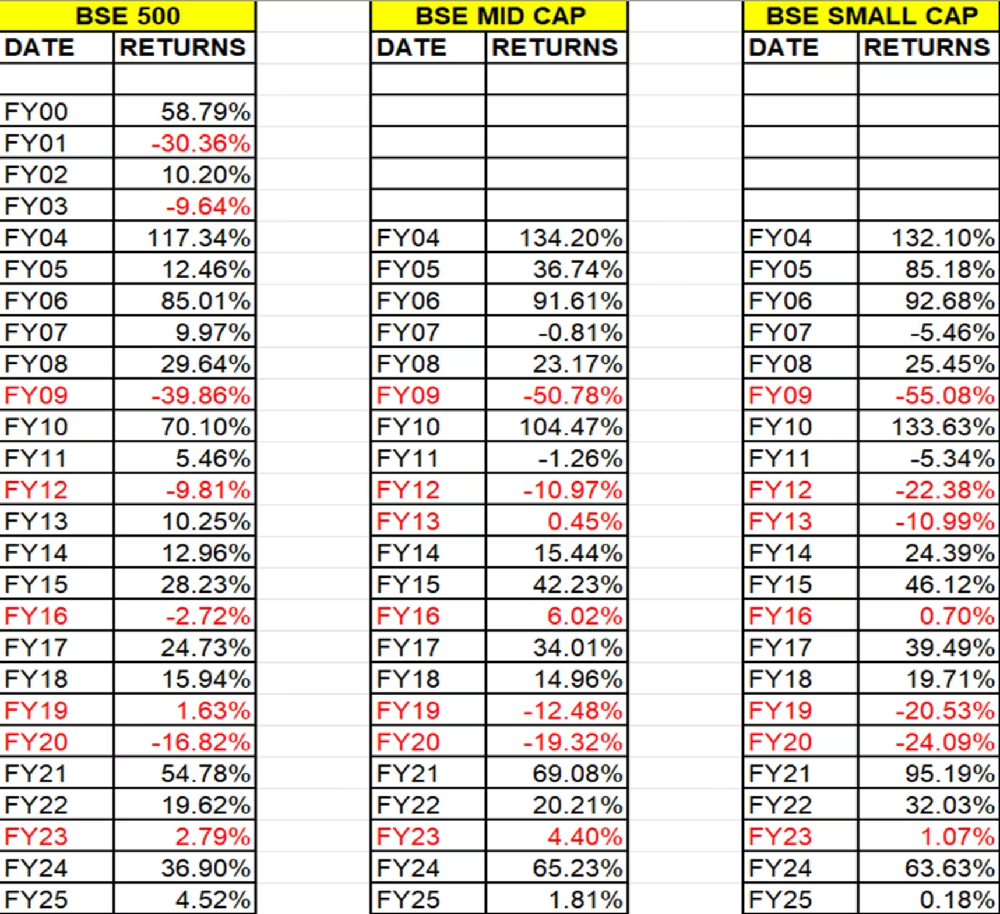 BSE 500 BSE MID CAP BSE SMALL CAP
DATE RETURNS DATE RETURNS DATE RETURNS
FY00 58.79%
FY01 -30.36%
FY02 10.20%
FY03 -9.64%
FY04 117.34% FY04 134.20% FY04 132.10%
FY05 12.46% FY05 36.74% FY05 85.18%
FY06 85.01% FY06 91.61% FY06 92.68%
FY07 9.97% FY07 -0.81% FY07 -5.46%
FY08 29.64% FY08 23.17% FY08 25.45%
FY09 -39.86% FY09 -50.78% FY09 -55.08%
FY10 70.10% FY10 104.47% FY10 133.63%
FY11 5.46% FY11 -1.26% FY11 -5.34%
FY12 -9.81% FY12 -10.97% FY12 -22.38%
FY13 10.25% FY13 0.45% FY13 -10.99%
FY14 12.96% FY14 15.44% FY14 24.39%
FY15 28.23% FY15 42.23% FY15 46.12%
FY16 -2.72% FY16 6.02% FY16 0.70%
FY17 24.73% FY17 34.01% FY17 39.49%
FY18 15.94% FY18 14.96% FY18 19.71%
FY19 1.63% FY19 -12.48% FY19 -20.53%
FY20 -16.82% FY20 -19.32% FY20 -24.09%
FY21 54.78% FY21 69.08% FY21 95.19%
FY22 19.62% FY22 20.21% FY22 32.03%
FY23 2.79% FY23 4.40% FY23 1.07%
FY24 36.90% FY24 65.23% FY24 63.63%
FY25 4.52% FY25 1.81% FY25 0.18%